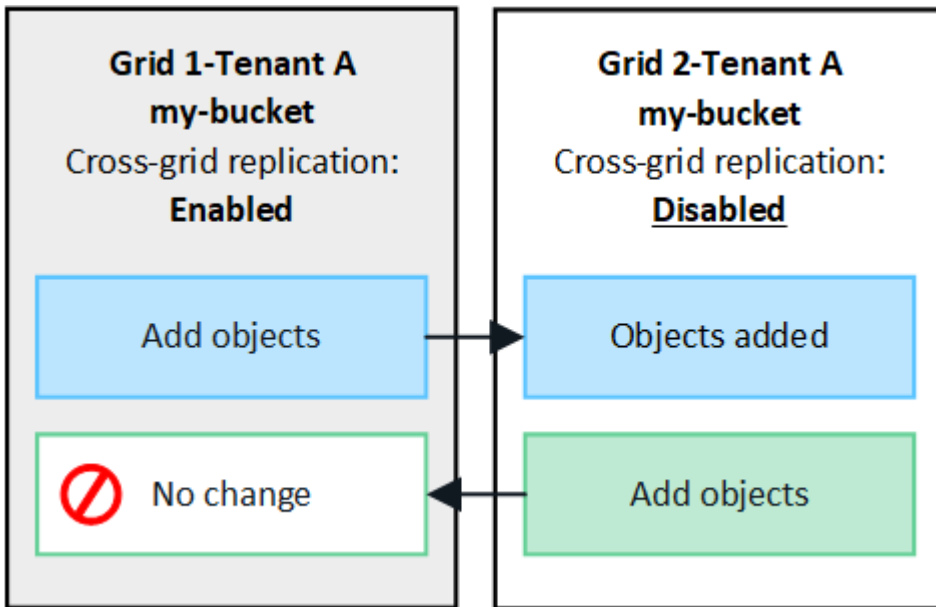 Grid 1-Tenant A
my-bucket
Cross-grid replication:
Enabled
Add objects
No change
Grid 2-Tenant A
my-bucket
Cross-grid replication:
Disabled
Objects added
Add objects